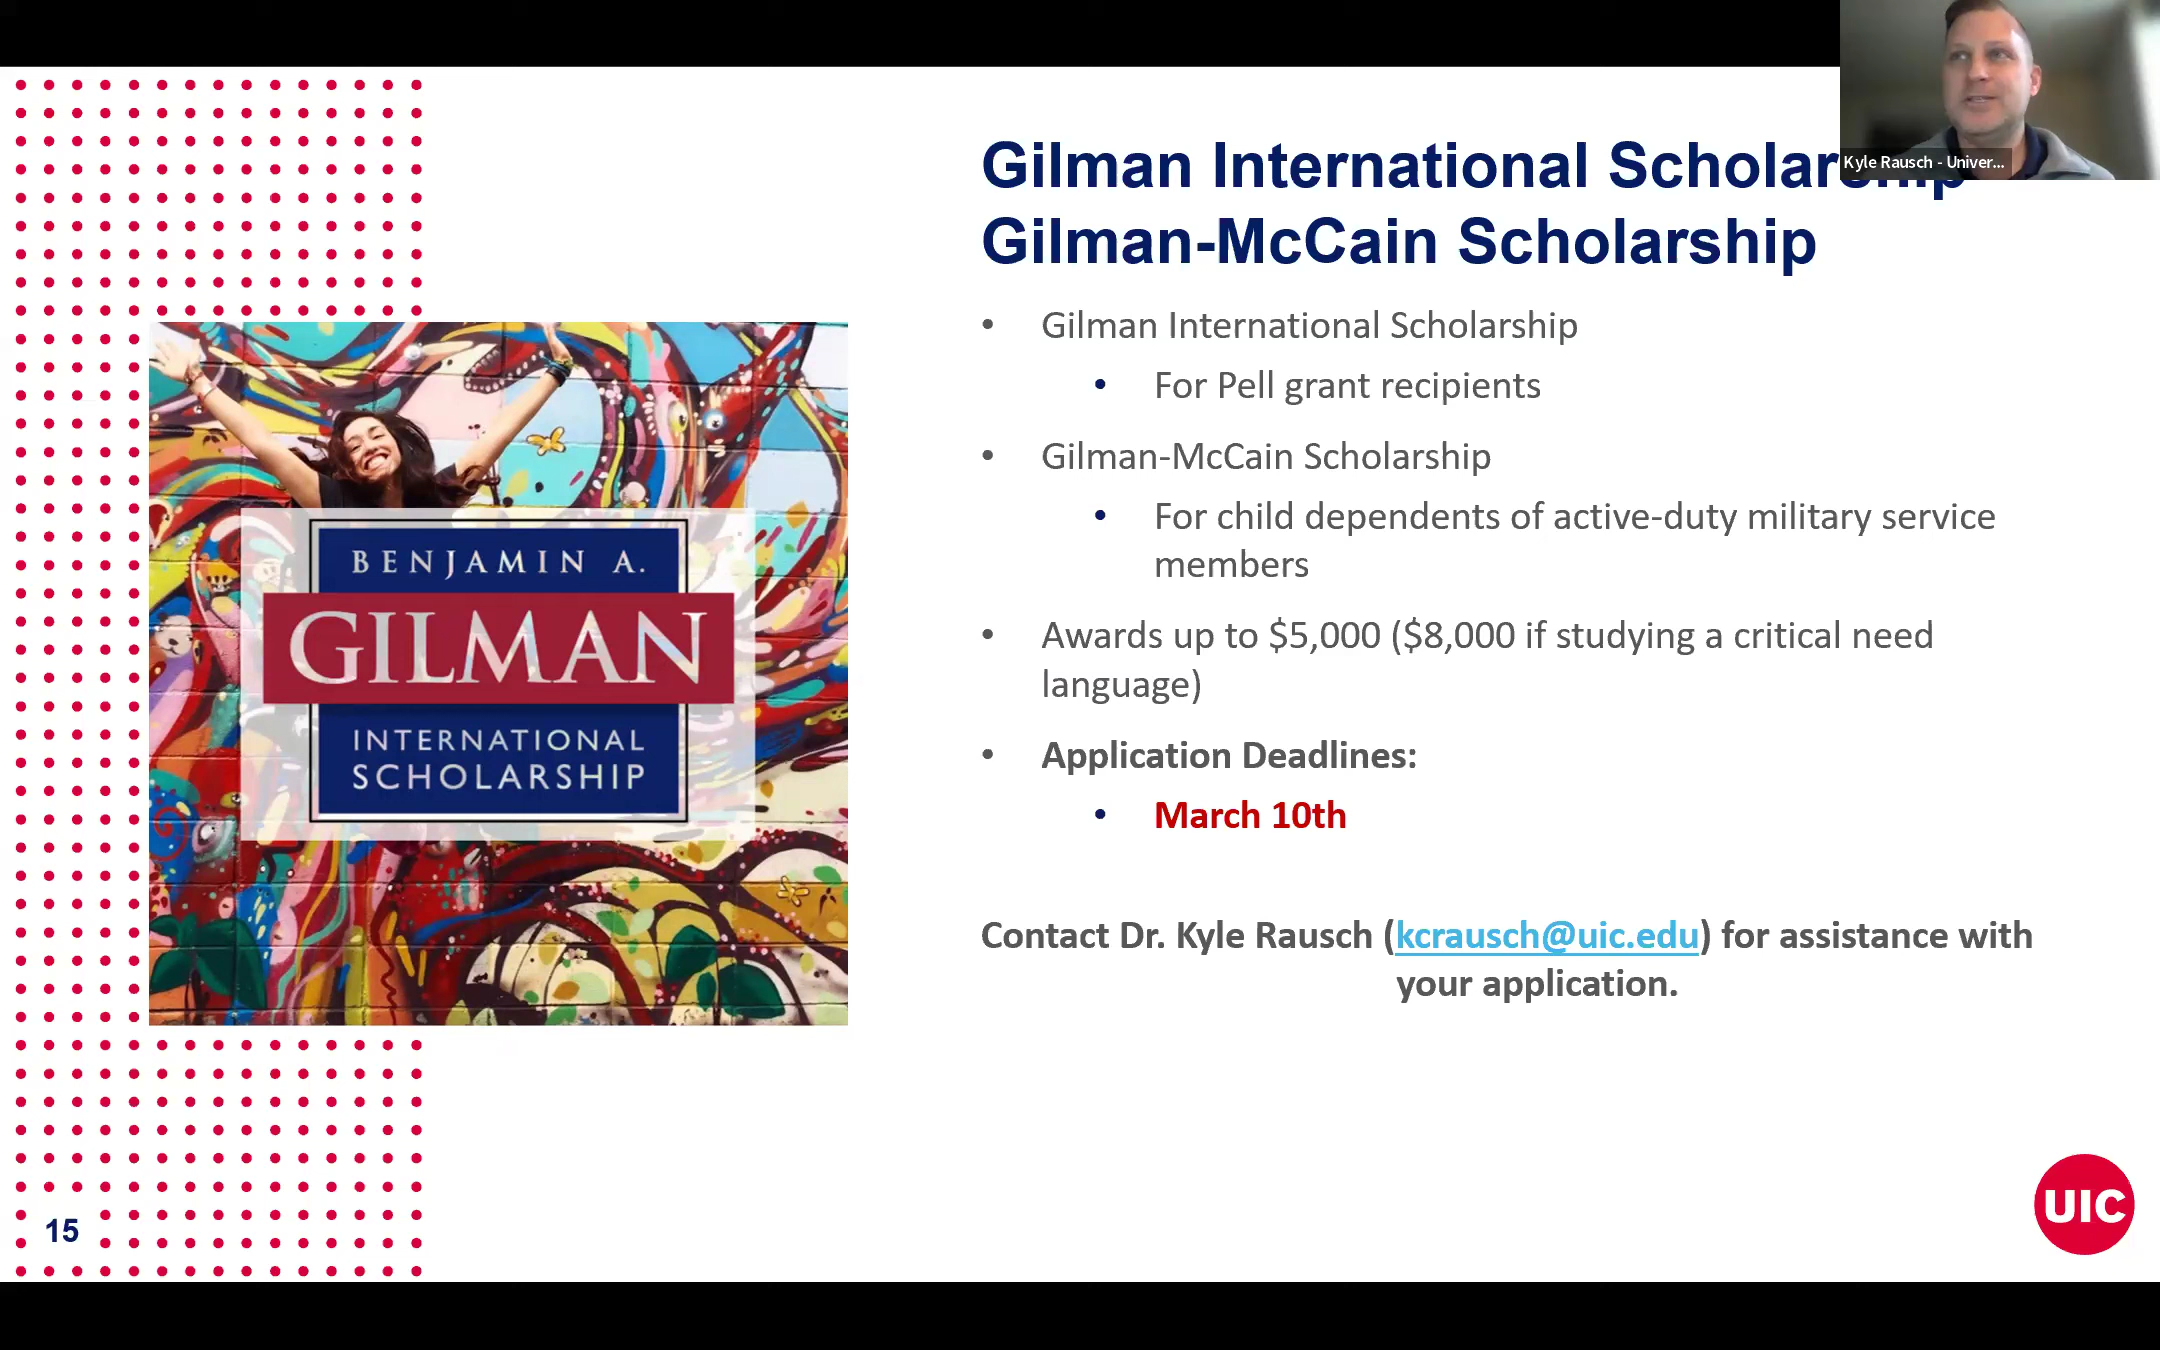 Gilman International Scholarship
Gilman-McCain Scholarship
Kyle Rausch - Univer...
• Gilman International Scholarship
• For Pell grant recipients
• Gilman-McCain Scholarship
• For child dependents of active-duty military service
members
• Awards up to $5,000 ($8,000 if studying a critical need
language)
• Application Deadlines:
• March 10th
Contact Dr. Kyle Rausch (kcrausch@uic.edu) for assistance with
your application.
BENJAMIN A.
GILMAN
INTERNATIONAL
SCHOLARSHIP
15
UIC